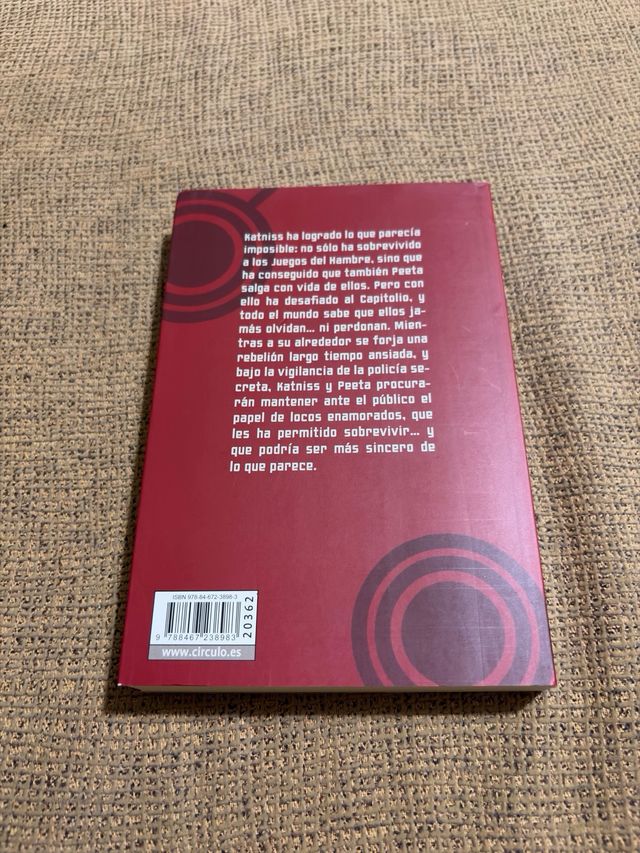 Katniss ha logrado lo que parecía
imposible: no sólo ha sobrevivido
a los Juegos del Hambre, sino que
ha conseguido que también Peeta
salga con vida de ellos. Pero con
ello ha desafiado al Capitolio, y
todo el mundo sabe que ellos ja-
más olvidan... ni perdonan. Mien-
tras a su alrededor se forja una
rebelión largo tiempo ansiada, y
bajo la vigilancia de la policía se-
creta, Katniss y Peeta procura-
rán mantener ante el público el
papel de locos enamorados, que
les ha permitido sobrevivir... y
que podría ser más sincero de
lo que parece.
ISBN 978-84-672-3898-3
9 788467 238983
20362
www.circulo.es